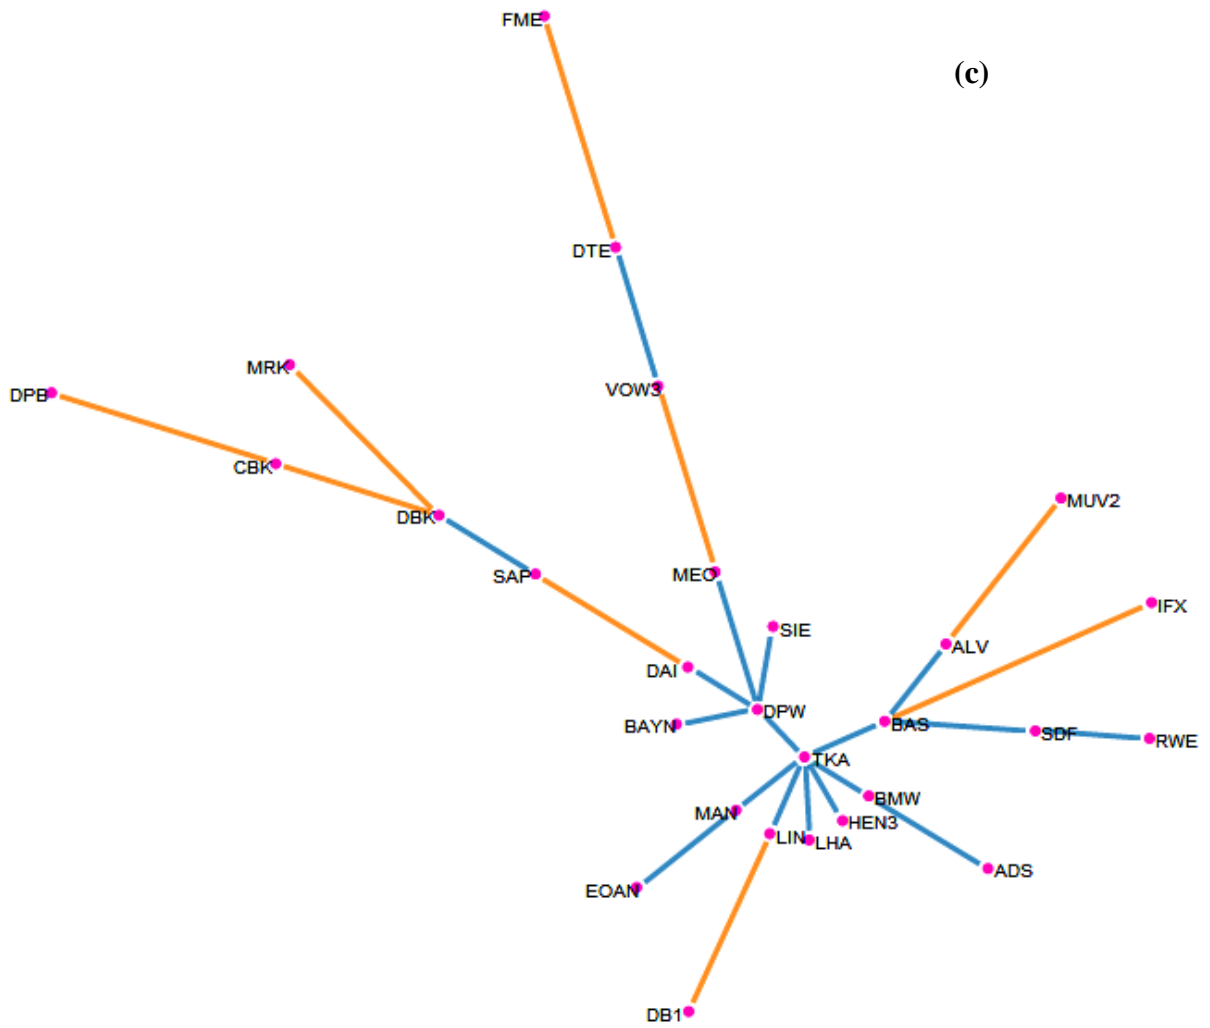 FME
(c)
DTE
MRK
VOW3
DPB
CBK
MUV2
DBK
SAP
MEO
IFX
SIE
ALV
DAI
DPW
BAYN
BAS
SDF
RWE
TKA
BMW
MAN
HEN3
LIN
LHA
ADS
EOAN
DB1